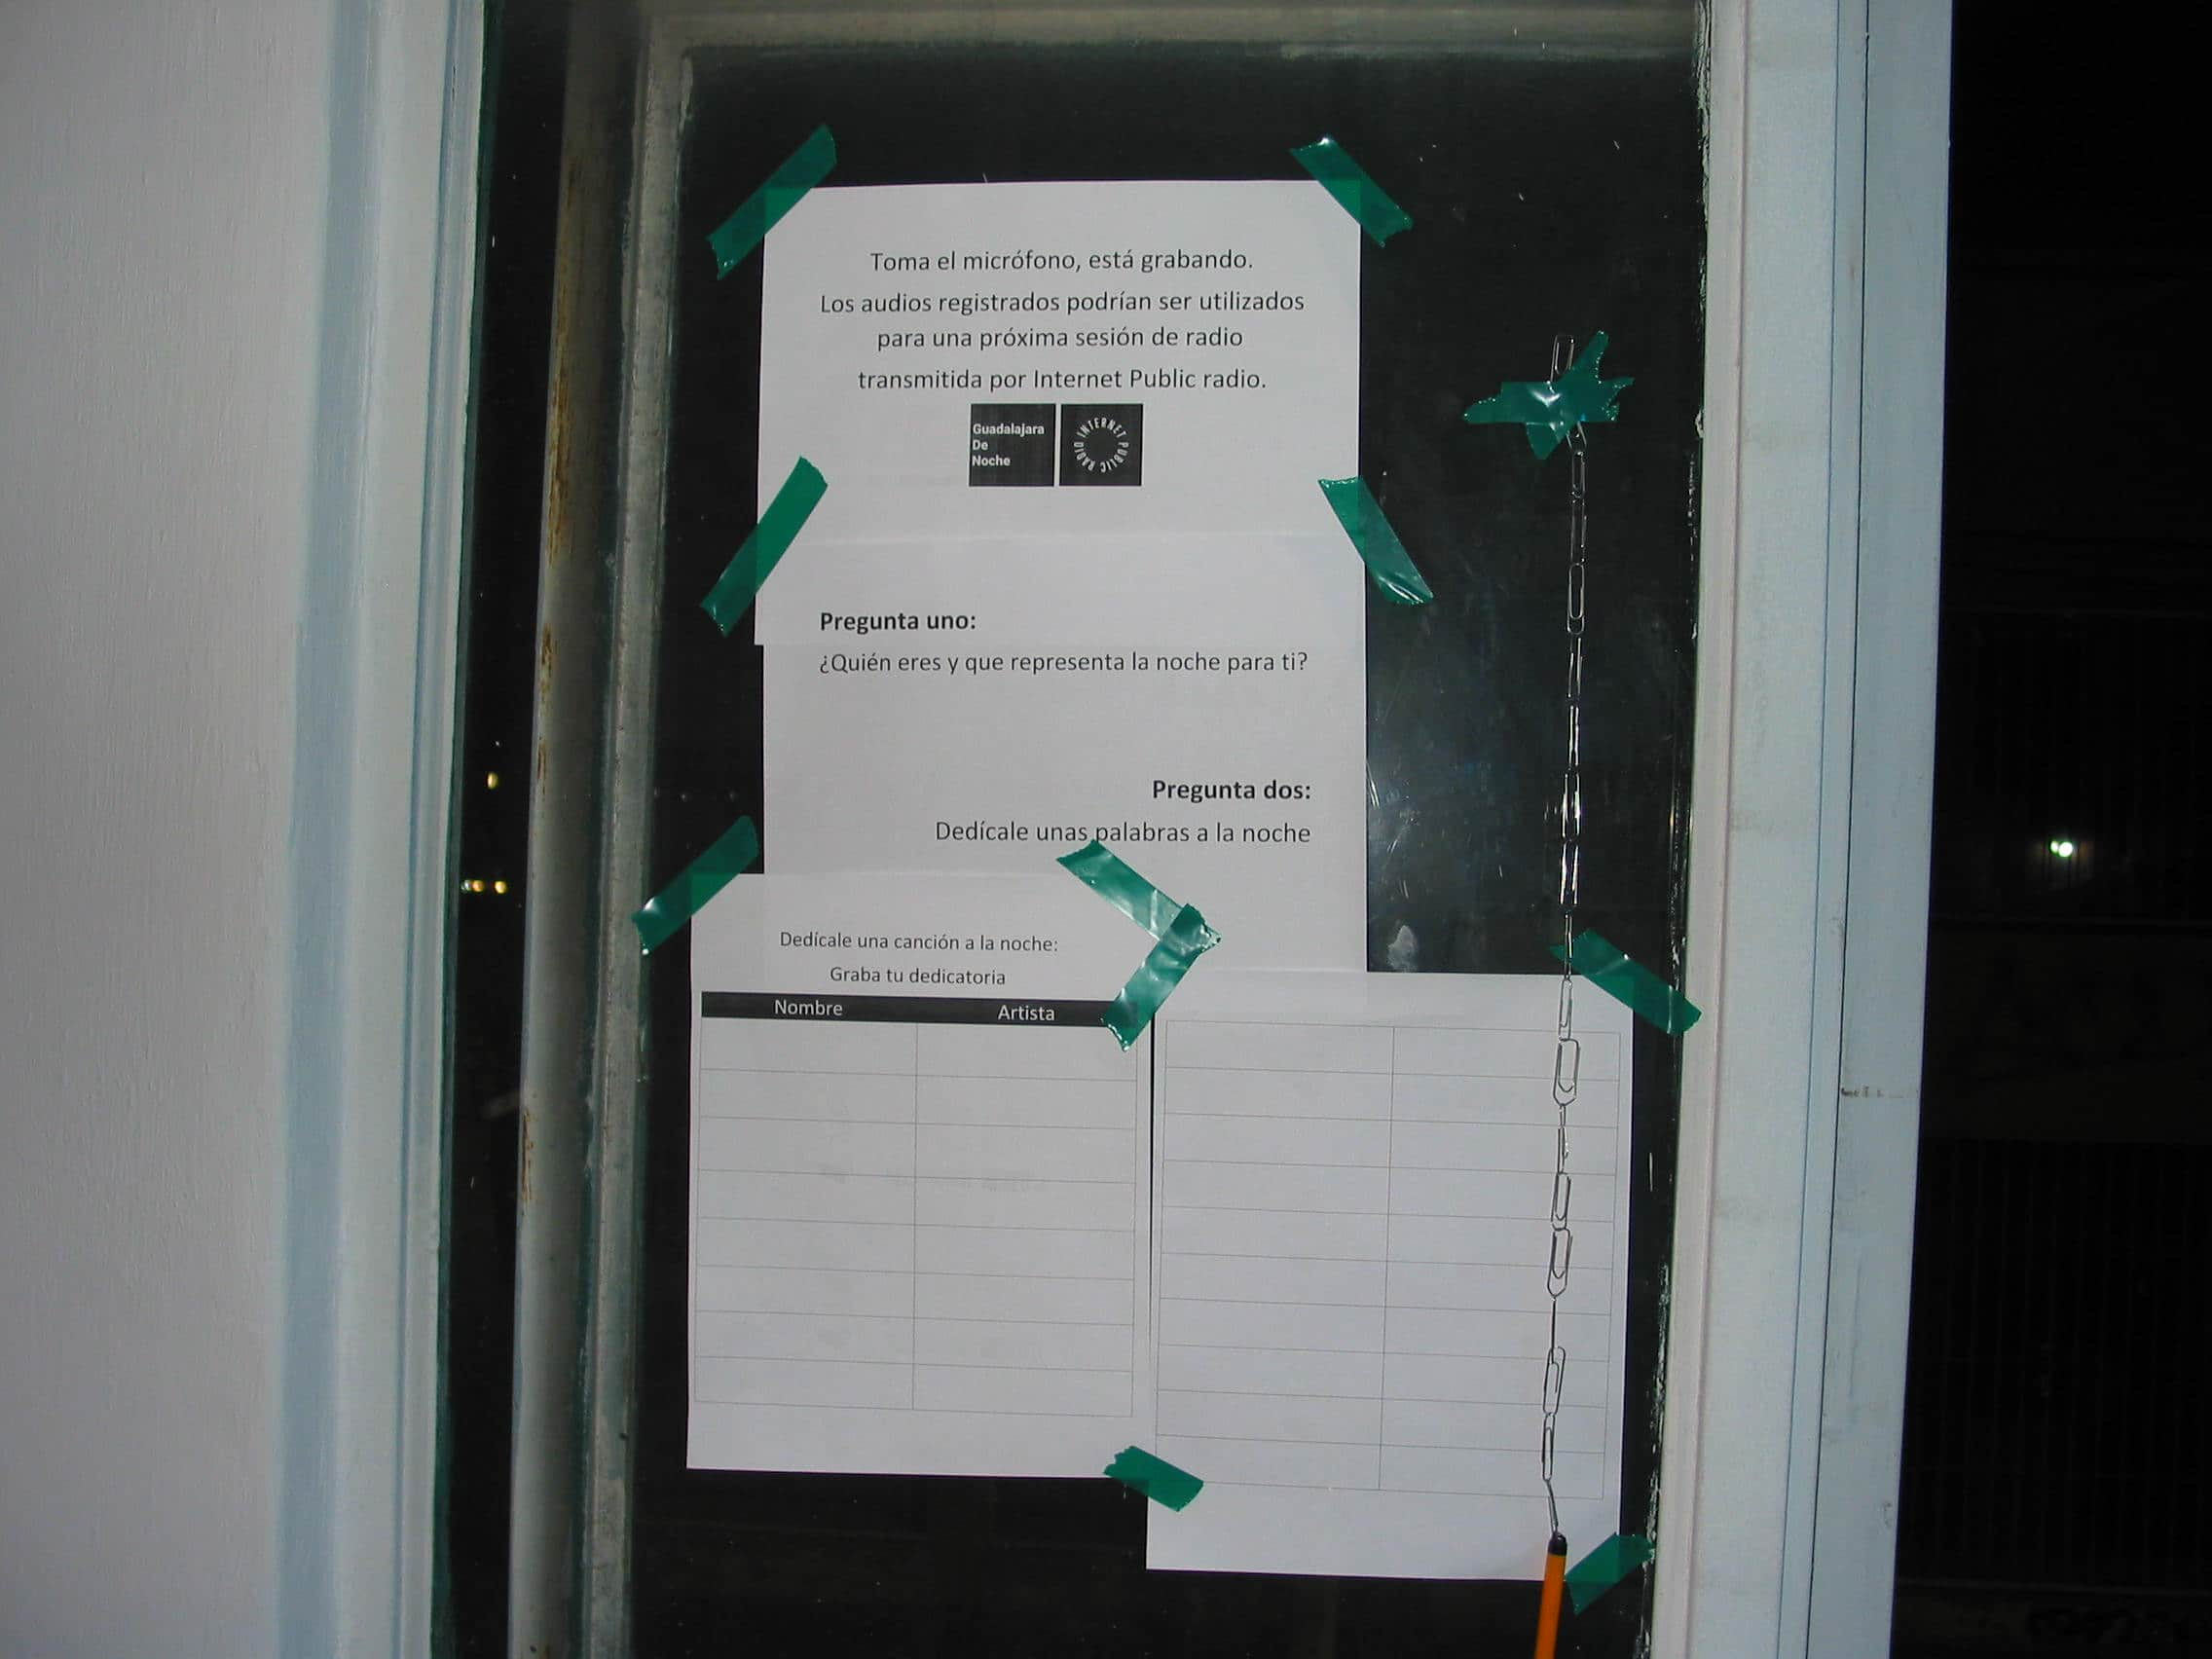 Toma el micrófono, está grabando.
Los audios registrados podrían ser utilizados
para una próxima sesión de radio
transmitida por Internet Public radio.
Guadalajara
De
Noche
INTERNET PUBLIC RADIO
Pregunta uno:
¿Quién eres y que representa la noche para ti?
Pregunta dos:
Dedícale unas palabras a la noche
Dedícale una canción a la noche:
Graba tu dedicatoria
Nombre Artista